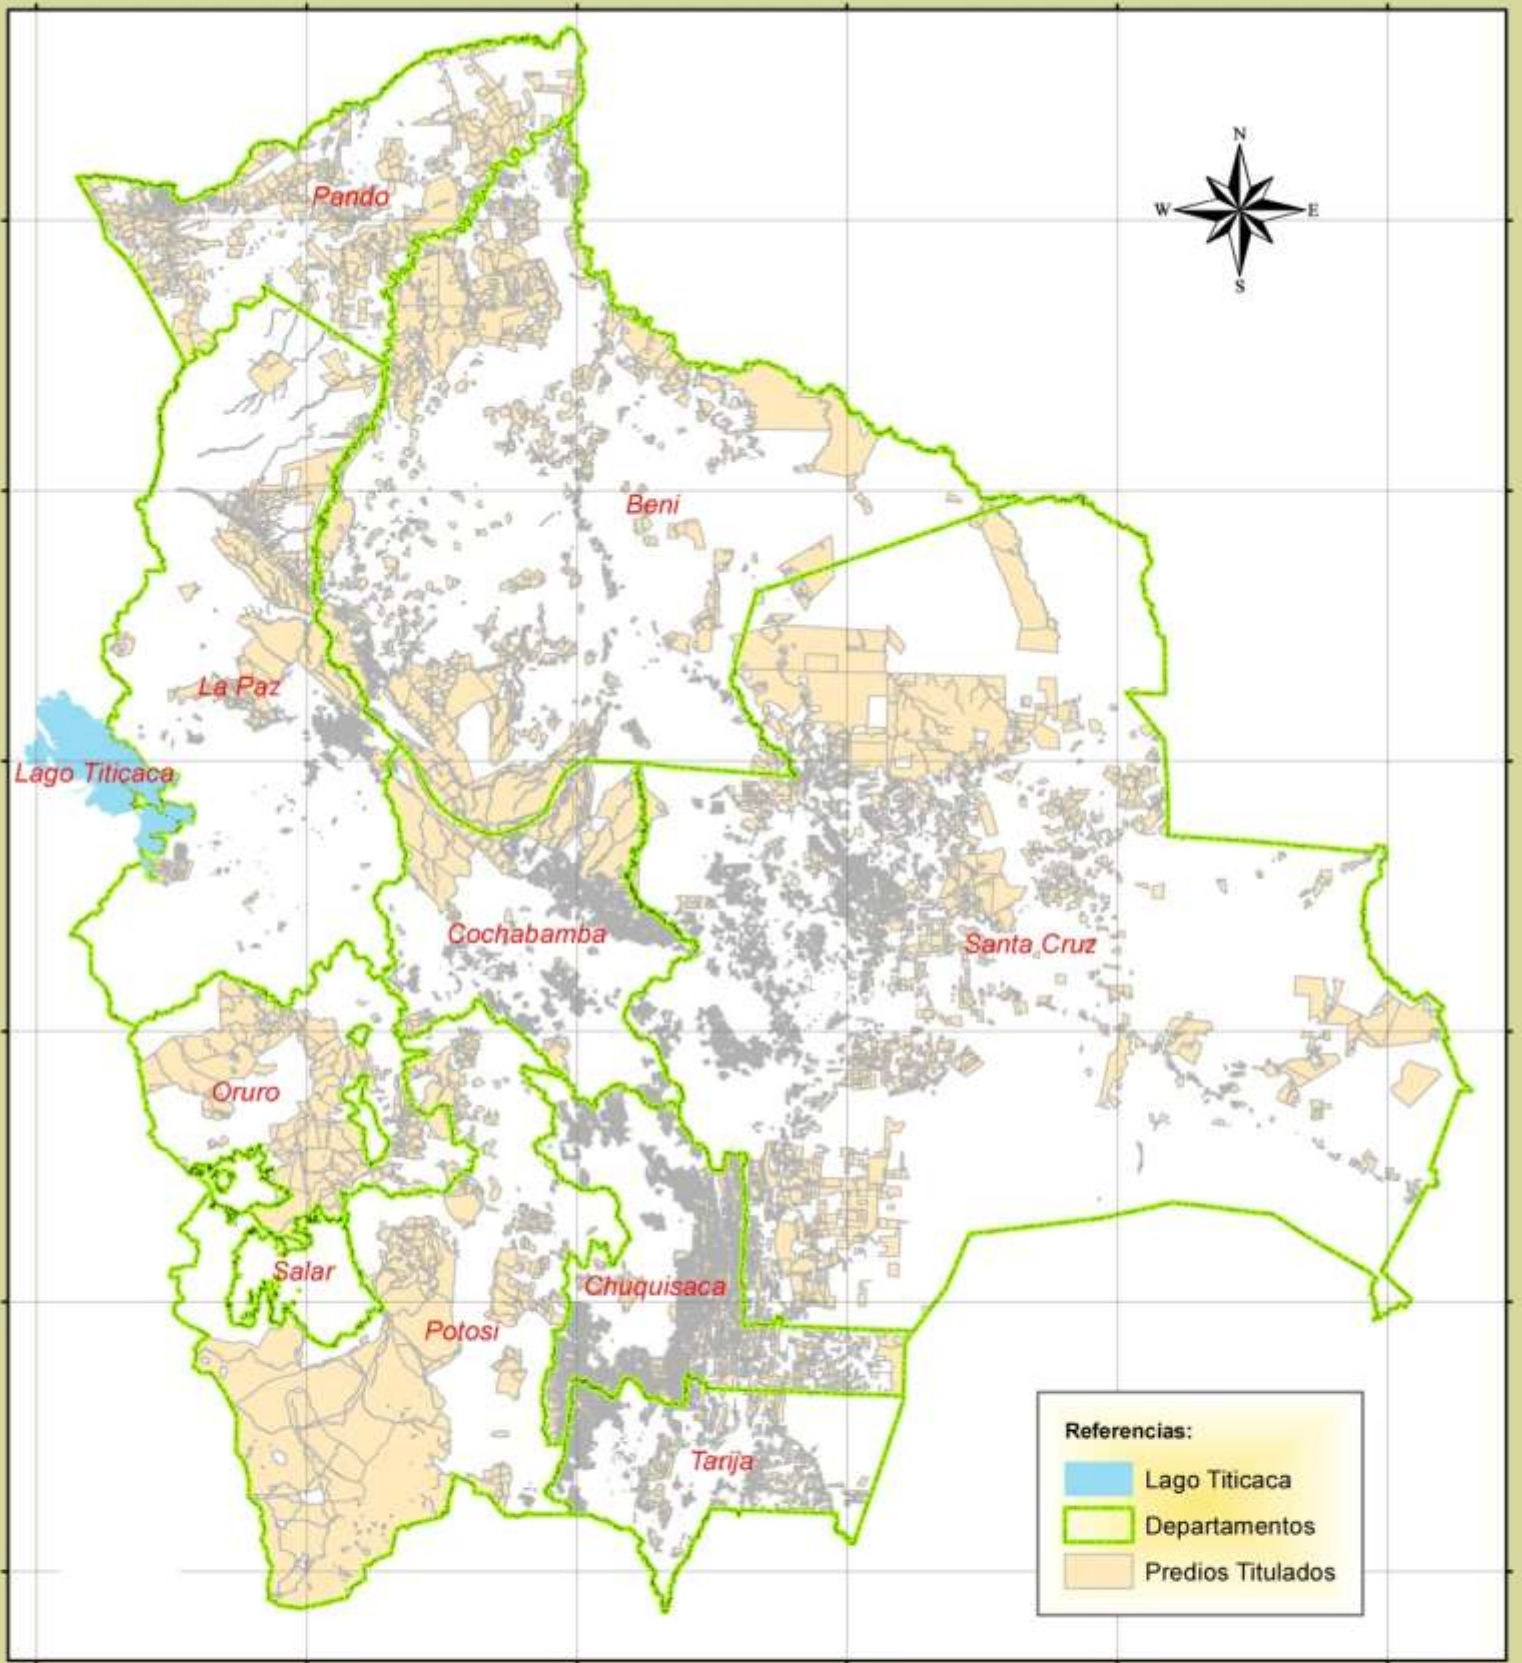 N
W E
S
Pando
Beni
La Paz
Lago Titicaca
Cochabamba
Santa Cruz
Oruro
Salar
Chuquisaca
Potosi
Tarija
Referencias:
Lago Titicaca
Departamentos
Predios Titulados